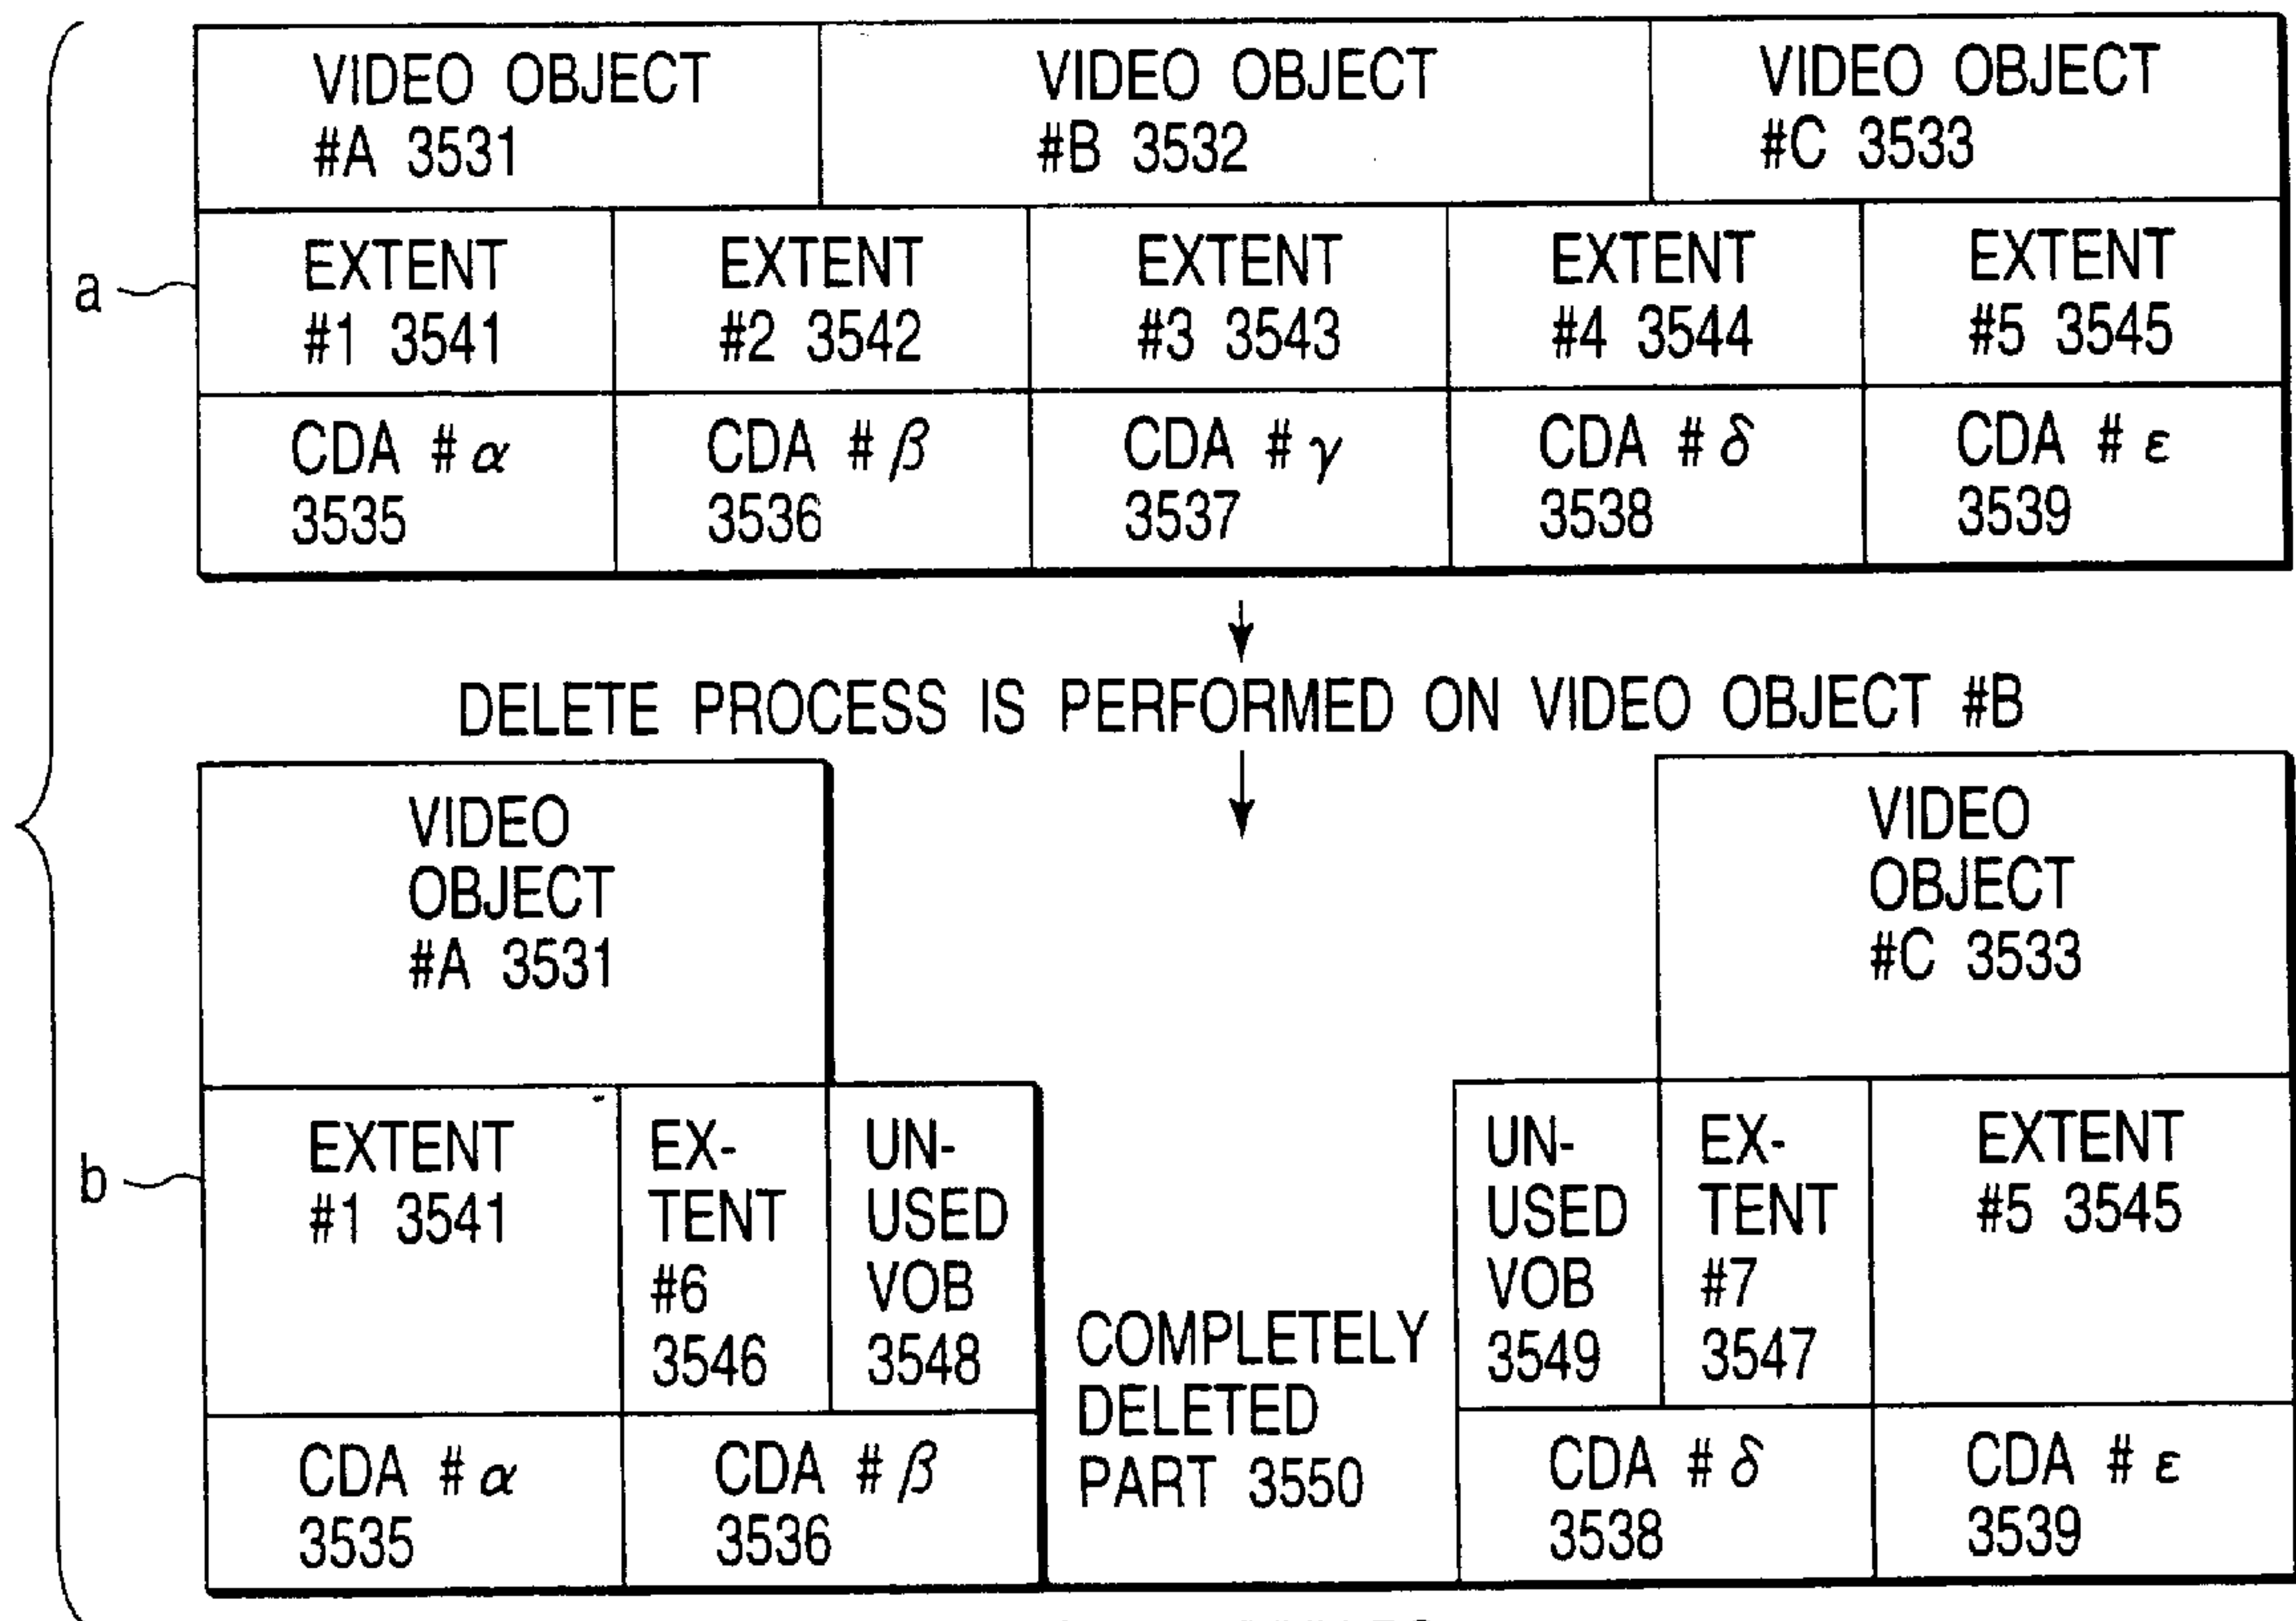 VIDEO OBJECT
#A 3531
VIDEO OBJECT
#B 3532
VIDEO OBJECT
#C 3533
a
EXTENT
#1 3541
EXTENT
#2 3542
EXTENT
#3 3543
EXTENT
#4 3544
EXTENT
#5 3545
CDA #α
3535
CDA #β
3536
CDA #γ
3537
CDA #δ
3538
CDA #ε
3539
DELETE PROCESS IS PERFORMED ON VIDEO OBJECT #B
VIDEO
OBJECT
#A 3531
VIDEO
OBJECT
#C 3533
b
EXTENT
#1 3541
EX-
TENT
#6
3546
UN-
USED
VOB
3548
COMPLETELY
DELETED
PART 3550
UN-
USED
VOB
3549
EX-
TENT
#7
3547
EXTENT
#5 3545
CDA #α
3535
CDA #β
3536
CDA #δ
3538
CDA #ε
3539